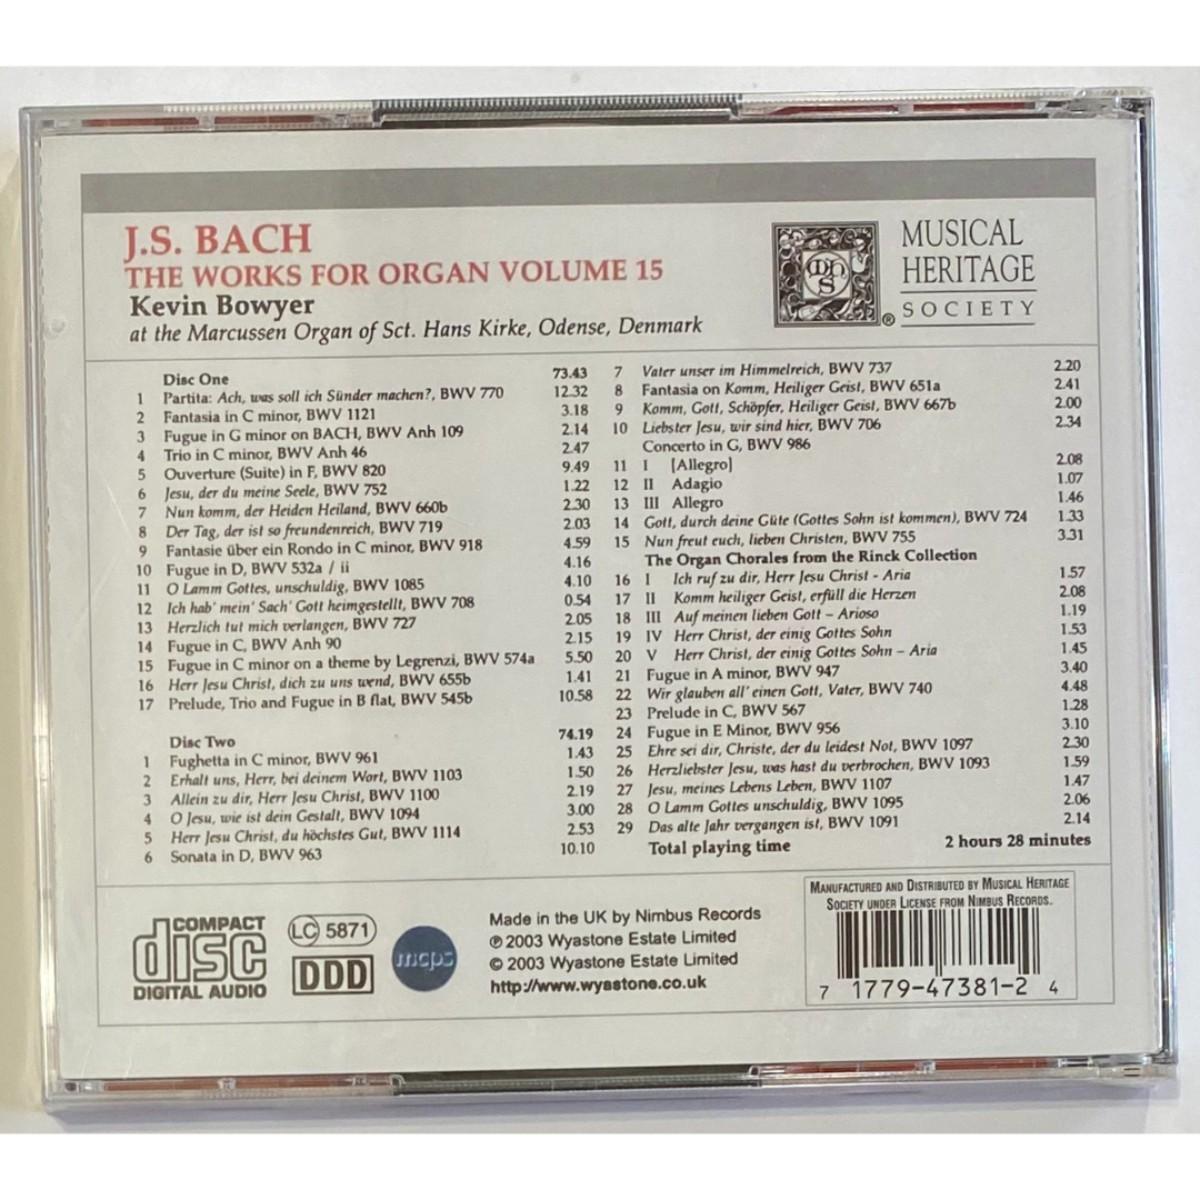 J.S. BACH
THE WORKS FOR ORGAN VOLUME 15
Kevin Bowyer
at the Marcussen Organ of Sct. Hans Kirke, Odense, Denmark
mhs
®
MUSICAL
HERITAGE
SOCIETY
Disc One 73.43
1 Partita: Ach, was soll ich Sünder machen?, BWV 770 12.32
2 Fantasia in C minor, BWV 1121 3.18
3 Fugue in G minor on BACH, BWV Anh 109 2.14
4 Trio in C minor, BWV Anh 46 2.47
5 Ouverture (Suite) in F, BWV 820 9.49
6 Jesu, der du meine Seele, BWV 752 1.22
7 Nun komm, der Heiden Heiland, BWV 660b 2.30
8 Der Tag, der ist so freundenreich, BWV 719 2.03
9 Fantasie über ein Rondo in C minor, BWV 918 4.59
10 Fugue in D, BWV 532a / ii 4.16
11 O Lamm Gottes, unschuldig, BWV 1085 4.10
12 Ich hab' mein' Sach' Gott heimgestellt, BWV 708 0.54
13 Herzlich tut mich verlangen, BWV 727 2.05
14 Fugue in C, BWV Anh 90 2.15
15 Fugue in C minor on a theme by Legrenzi, BWV 574a 5.50
16 Herr Jesu Christ, dich zu uns wend, BWV 655b 1.41
17 Prelude, Trio and Fugue in B flat, BWV 545b 10.58
Disc Two 74.19
1 Fughetta in C minor, BWV 961 1.43
2 Erhalt uns, Herr, bei deinem Wort, BWV 1103 1.50
3 Allein zu dir, Herr Jesu Christ, BWV 1100 2.19
4 O Jesu, wie ist dein Gestalt, BWV 1094 3.00
5 Herr Jesu Christ, du höchstes Gut, BWV 1114 2.53
6 Sonata in D, BWV 963 10.10
7 Vater unser im Himmelreich, BWV 737 2.20
8 Fantasia on Komm, Heiliger Geist, BWV 651a 2.41
9 Komm, Gott, Schöpfer, Heiliger Geist, BWV 667b 2.00
10 Liebster Jesu, wir sind hier, BWV 706 2.34
Concerto in G, BWV 986
11 I [Allegro] 2.08
12 II Adagio 1.07
13 III Allegro 1.46
14 Gott, durch deine Güte (Gottes Sohn ist kommen), BWV 724 1.33
15 Nun freut euch, lieben Christen, BWV 755 3.31
The Organ Chorales from the Rinck Collection
16 I Ich ruf zu dir, Herr Jesu Christ - Aria 1.57
17 II Komm heiliger Geist, erfüll die Herzen 2.08
18 III Auf meinen lieben Gott – Arioso 1.19
19 IV Herr Christ, der einig Gottes Sohn 1.53
20 V Herr Christ, der einig Gottes Sohn – Aria 1.45
21 Fugue in A minor, BWV 947 3.40
22 Wir glauben all' einen Gott, Vater, BWV 740 4.48
23 Prelude in C, BWV 567 1.28
24 Fugue in E Minor, BWV 956 3.10
25 Ehre sei dir, Christe, der du leidest Not, BWV 1097 2.30
26 Herzliebster Jesu, was hast du verbrochen, BWV 1093 1.59
27 Jesu, meines Lebens Leben, BWV 1107 1.47
28 O Lamm Gottes unschuldig, BWV 1095 2.06
29 Das alte Jahr vergangen ist, BWV 1091 2.14
Total playing time 2 hours 28 minutes
COMPACT
disc
DIGITAL AUDIO
LC 5871
DDD
mcps
Made in the UK by Nimbus Records
℗ 2003 Wyastone Estate Limited
© 2003 Wyastone Estate Limited
http://www.wyastone.co.uk
MANUFACTURED AND DISTRIBUTED BY MUSICAL HERITAGE
SOCIETY UNDER LICENSE FROM NIMBUS RECORDS.
7 1779-47381-2 4